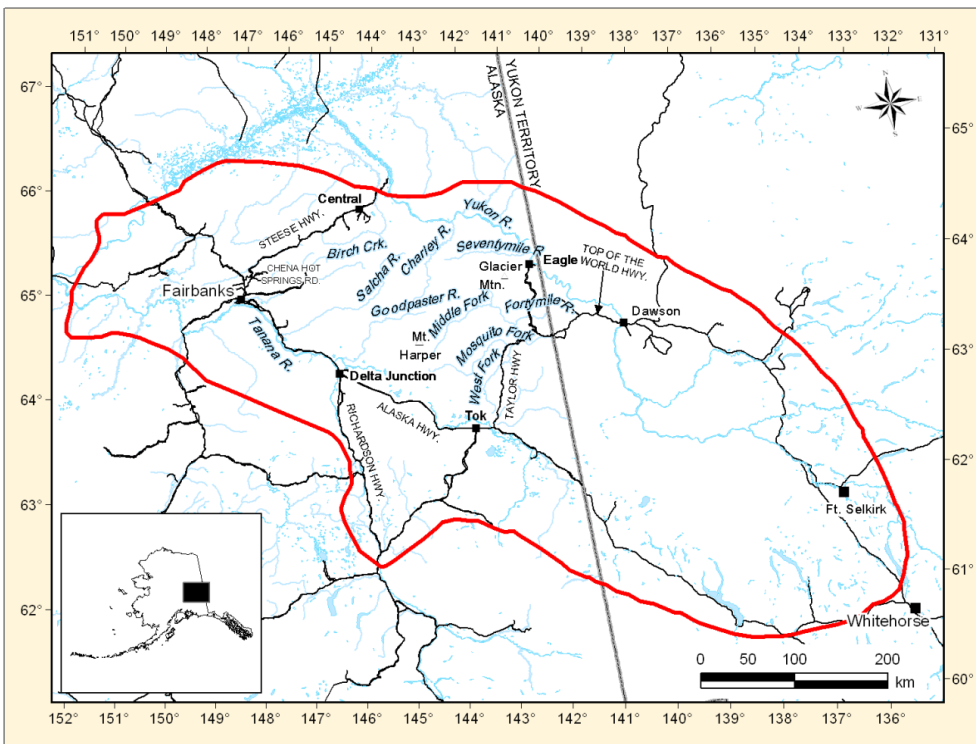 151° 150° 149° 148° 147° 146° 145° 144° 143° 142° 141° 140° 139° 138° 137° 136° 135° 134° 133° 132° 131°
67°
66°
65°
64°
63°
62°
65°
64°
63°
62°
61°
60°
YUKON TERRITORY
ALASKA
N
E
S
W
Central
STEESE HWY.
Yukon R.
Birch Crk.
Salcha R.
Charley R.
Seventymile R.
Eagle
TOP OF THE
WORLD HWY.
CHENA HOT
SPRINGS RD.
Glacier
Mtn.
Fairbanks
Goodpaster R.
Middle Fork
Fortymile R.
Dawson
Tanana R.
Mt.
Harper
Mosquito Fork
West Fork
TAYLOR HWY
Delta Junction
ALASKA HWY.
Tok
RICHARDSON HWY.
Ft. Selkirk
Whitehorse
0 50 100 200
km
152° 150° 149° 148° 147° 146° 145° 144° 143° 142° 141° 140° 139° 138° 136°